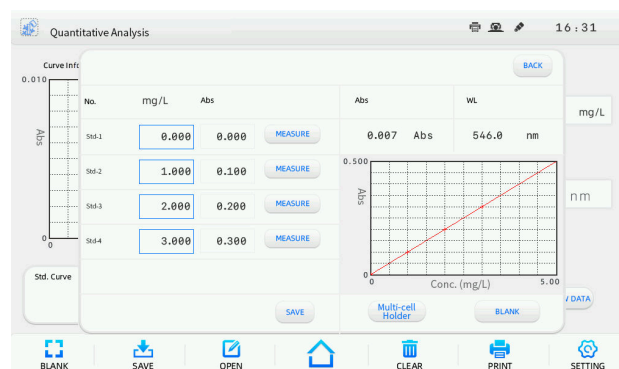 Quantitative Analysis
16:31
Curve Info
BACK
0.010
No. mg/L Abs
Abs WL
mg/L
Std-1 0.000 0.000 MEASURE
0.007 Abs 546.0 nm
Std-2 1.000 0.100 MEASURE
0.500
Abs
Abs
nm
Std-3 2.000 0.200 MEASURE
Std-4 3.000 0.300 MEASURE
0
0
0
0 Conc. (mg/L) 5.00
Std. Curve
SAVE
Multi-cell
Holder
BLANK
DATA
BLANK SAVE OPEN CLEAR PRINT SETTING